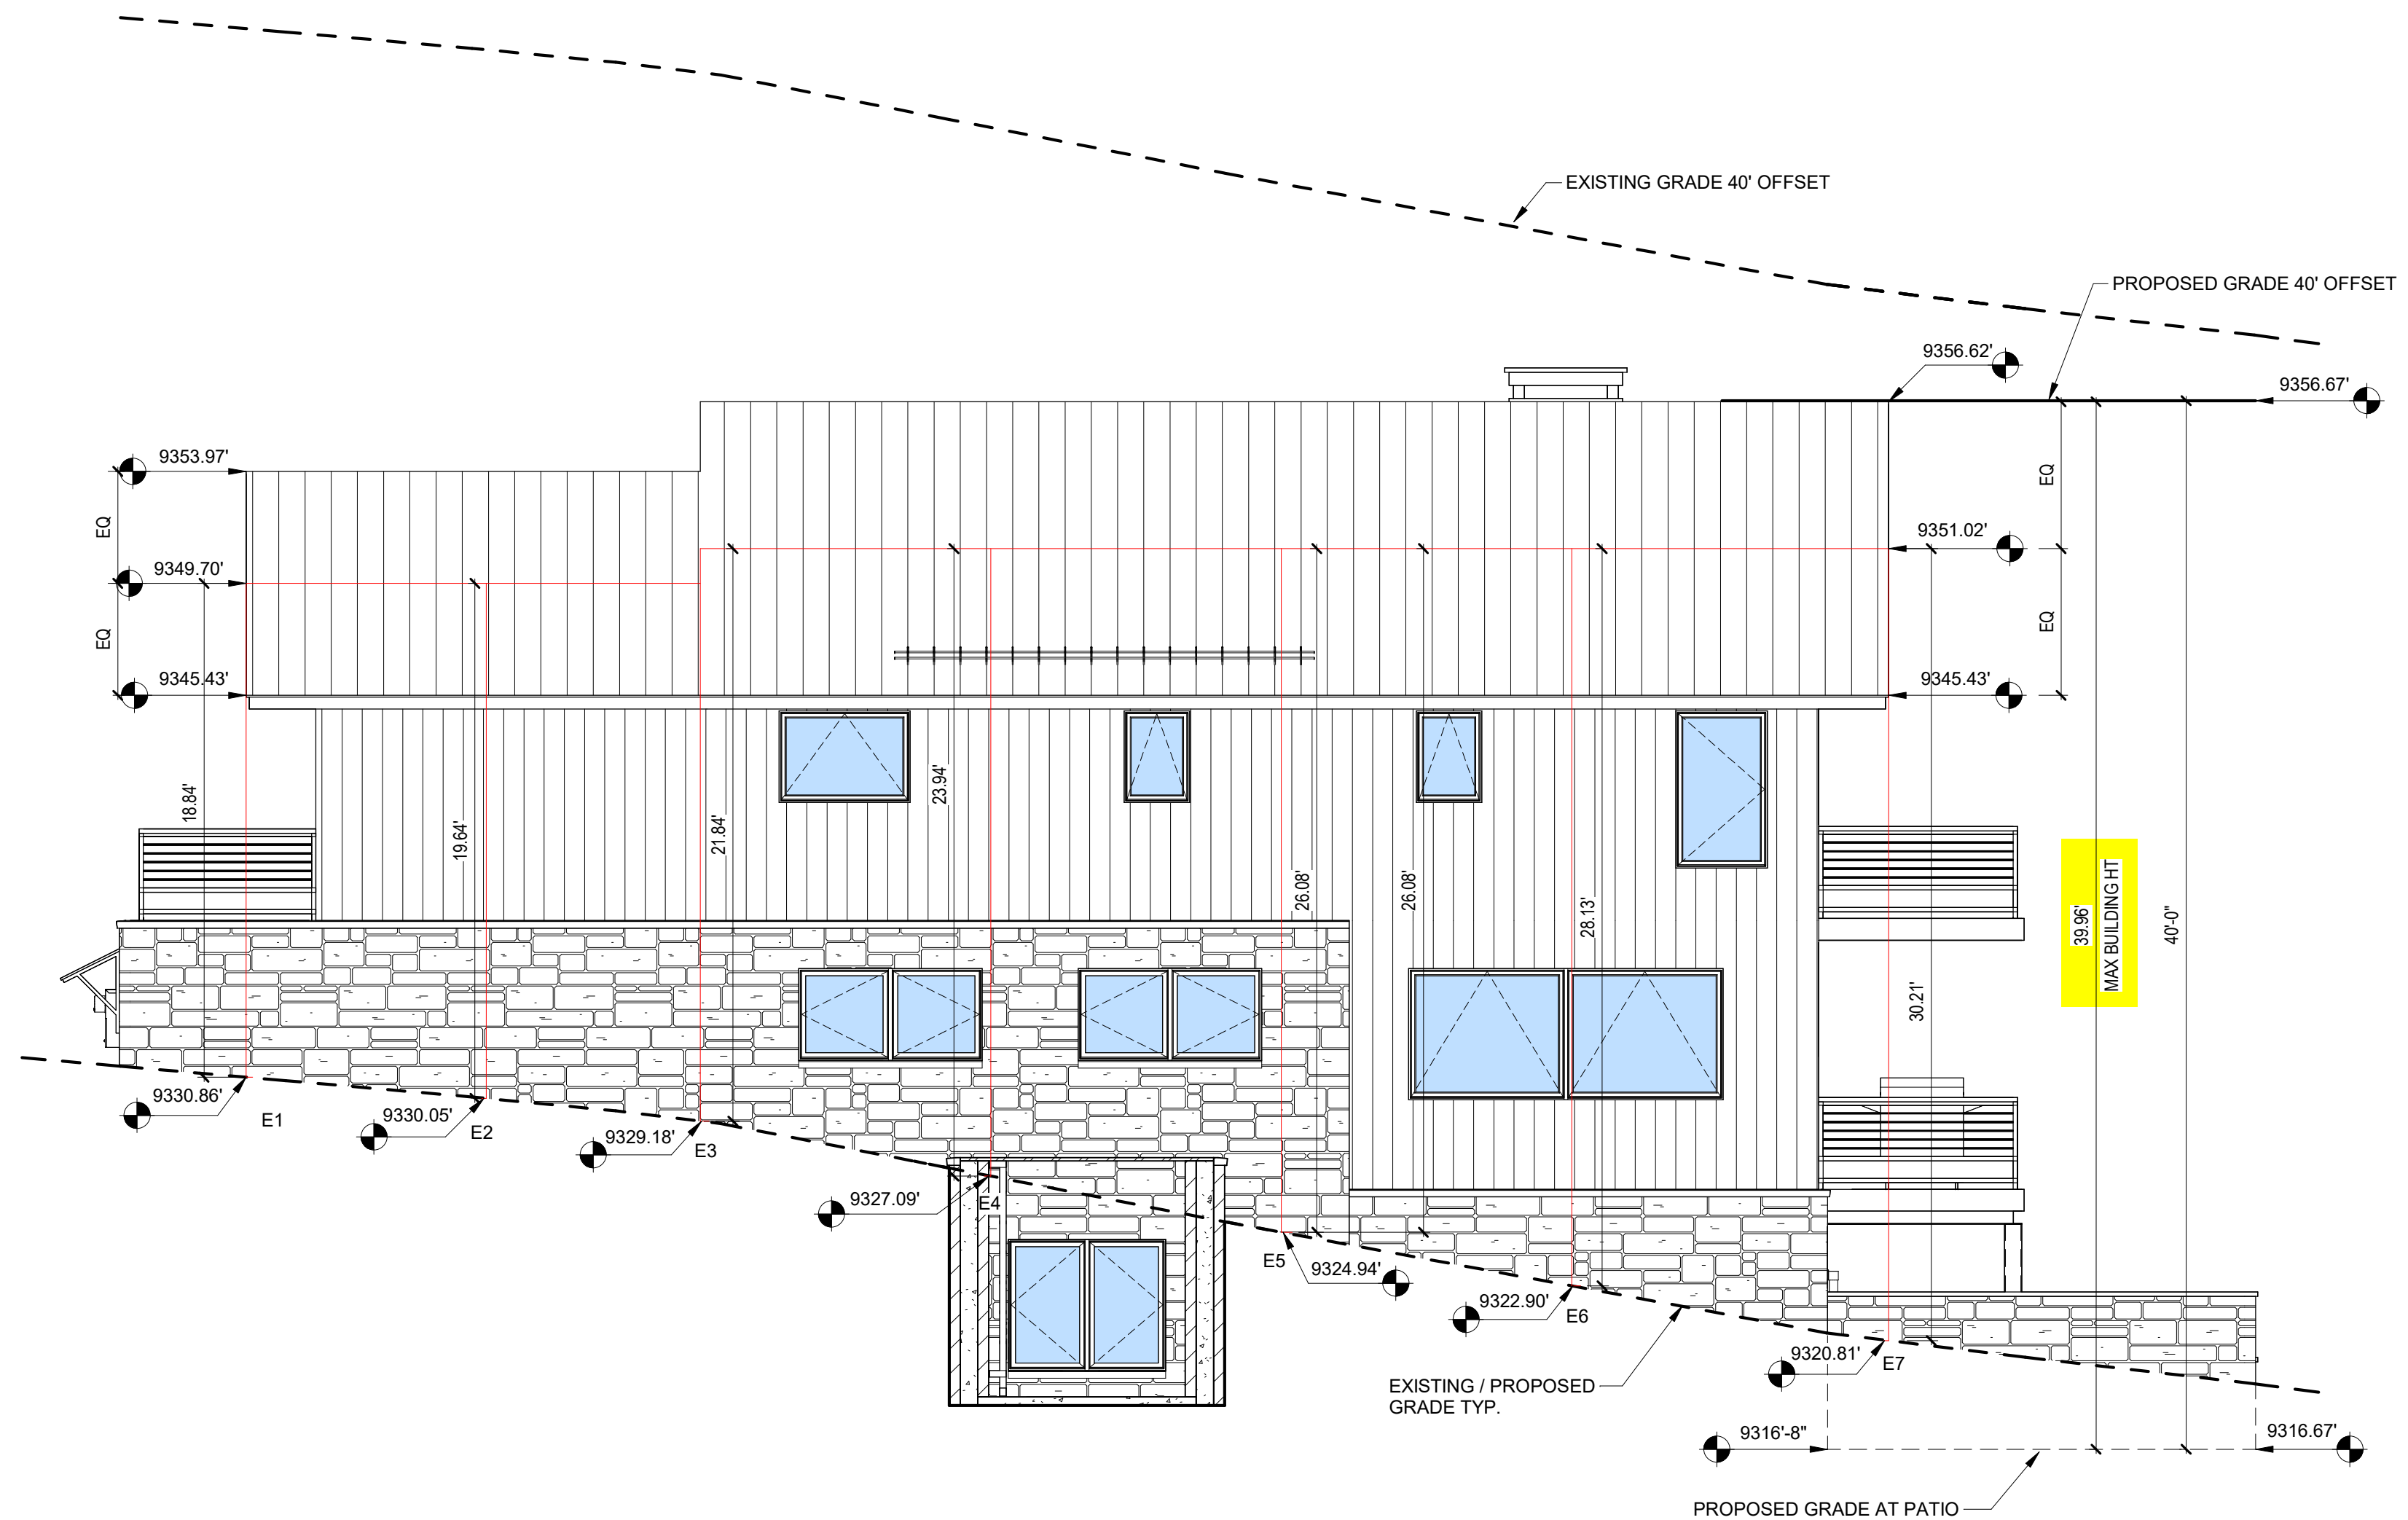 EXISTING GRADE 40' OFFSET
PROPOSED GRADE 40' OFFSET
9356.62'
9356.67'
9353.97'
EQ
9349.70'
EQ
9345.43'
EQ
9351.02'
EQ
9345.43'
18.84'
19.64'
21.84'
23.94'
26.08'
26.08'
28.13'
30.21'
39.96'
MAX BUILDING HT
40'-0"
9330.86'
E1
9330.05'
E2
9329.18'
E3
9327.09'
E4
E5
9324.94'
9322.90'
E6
9320.81'
E7
EXISTING / PROPOSED
GRADE TYP.
9316'-8"
9316.67'
PROPOSED GRADE AT PATIO